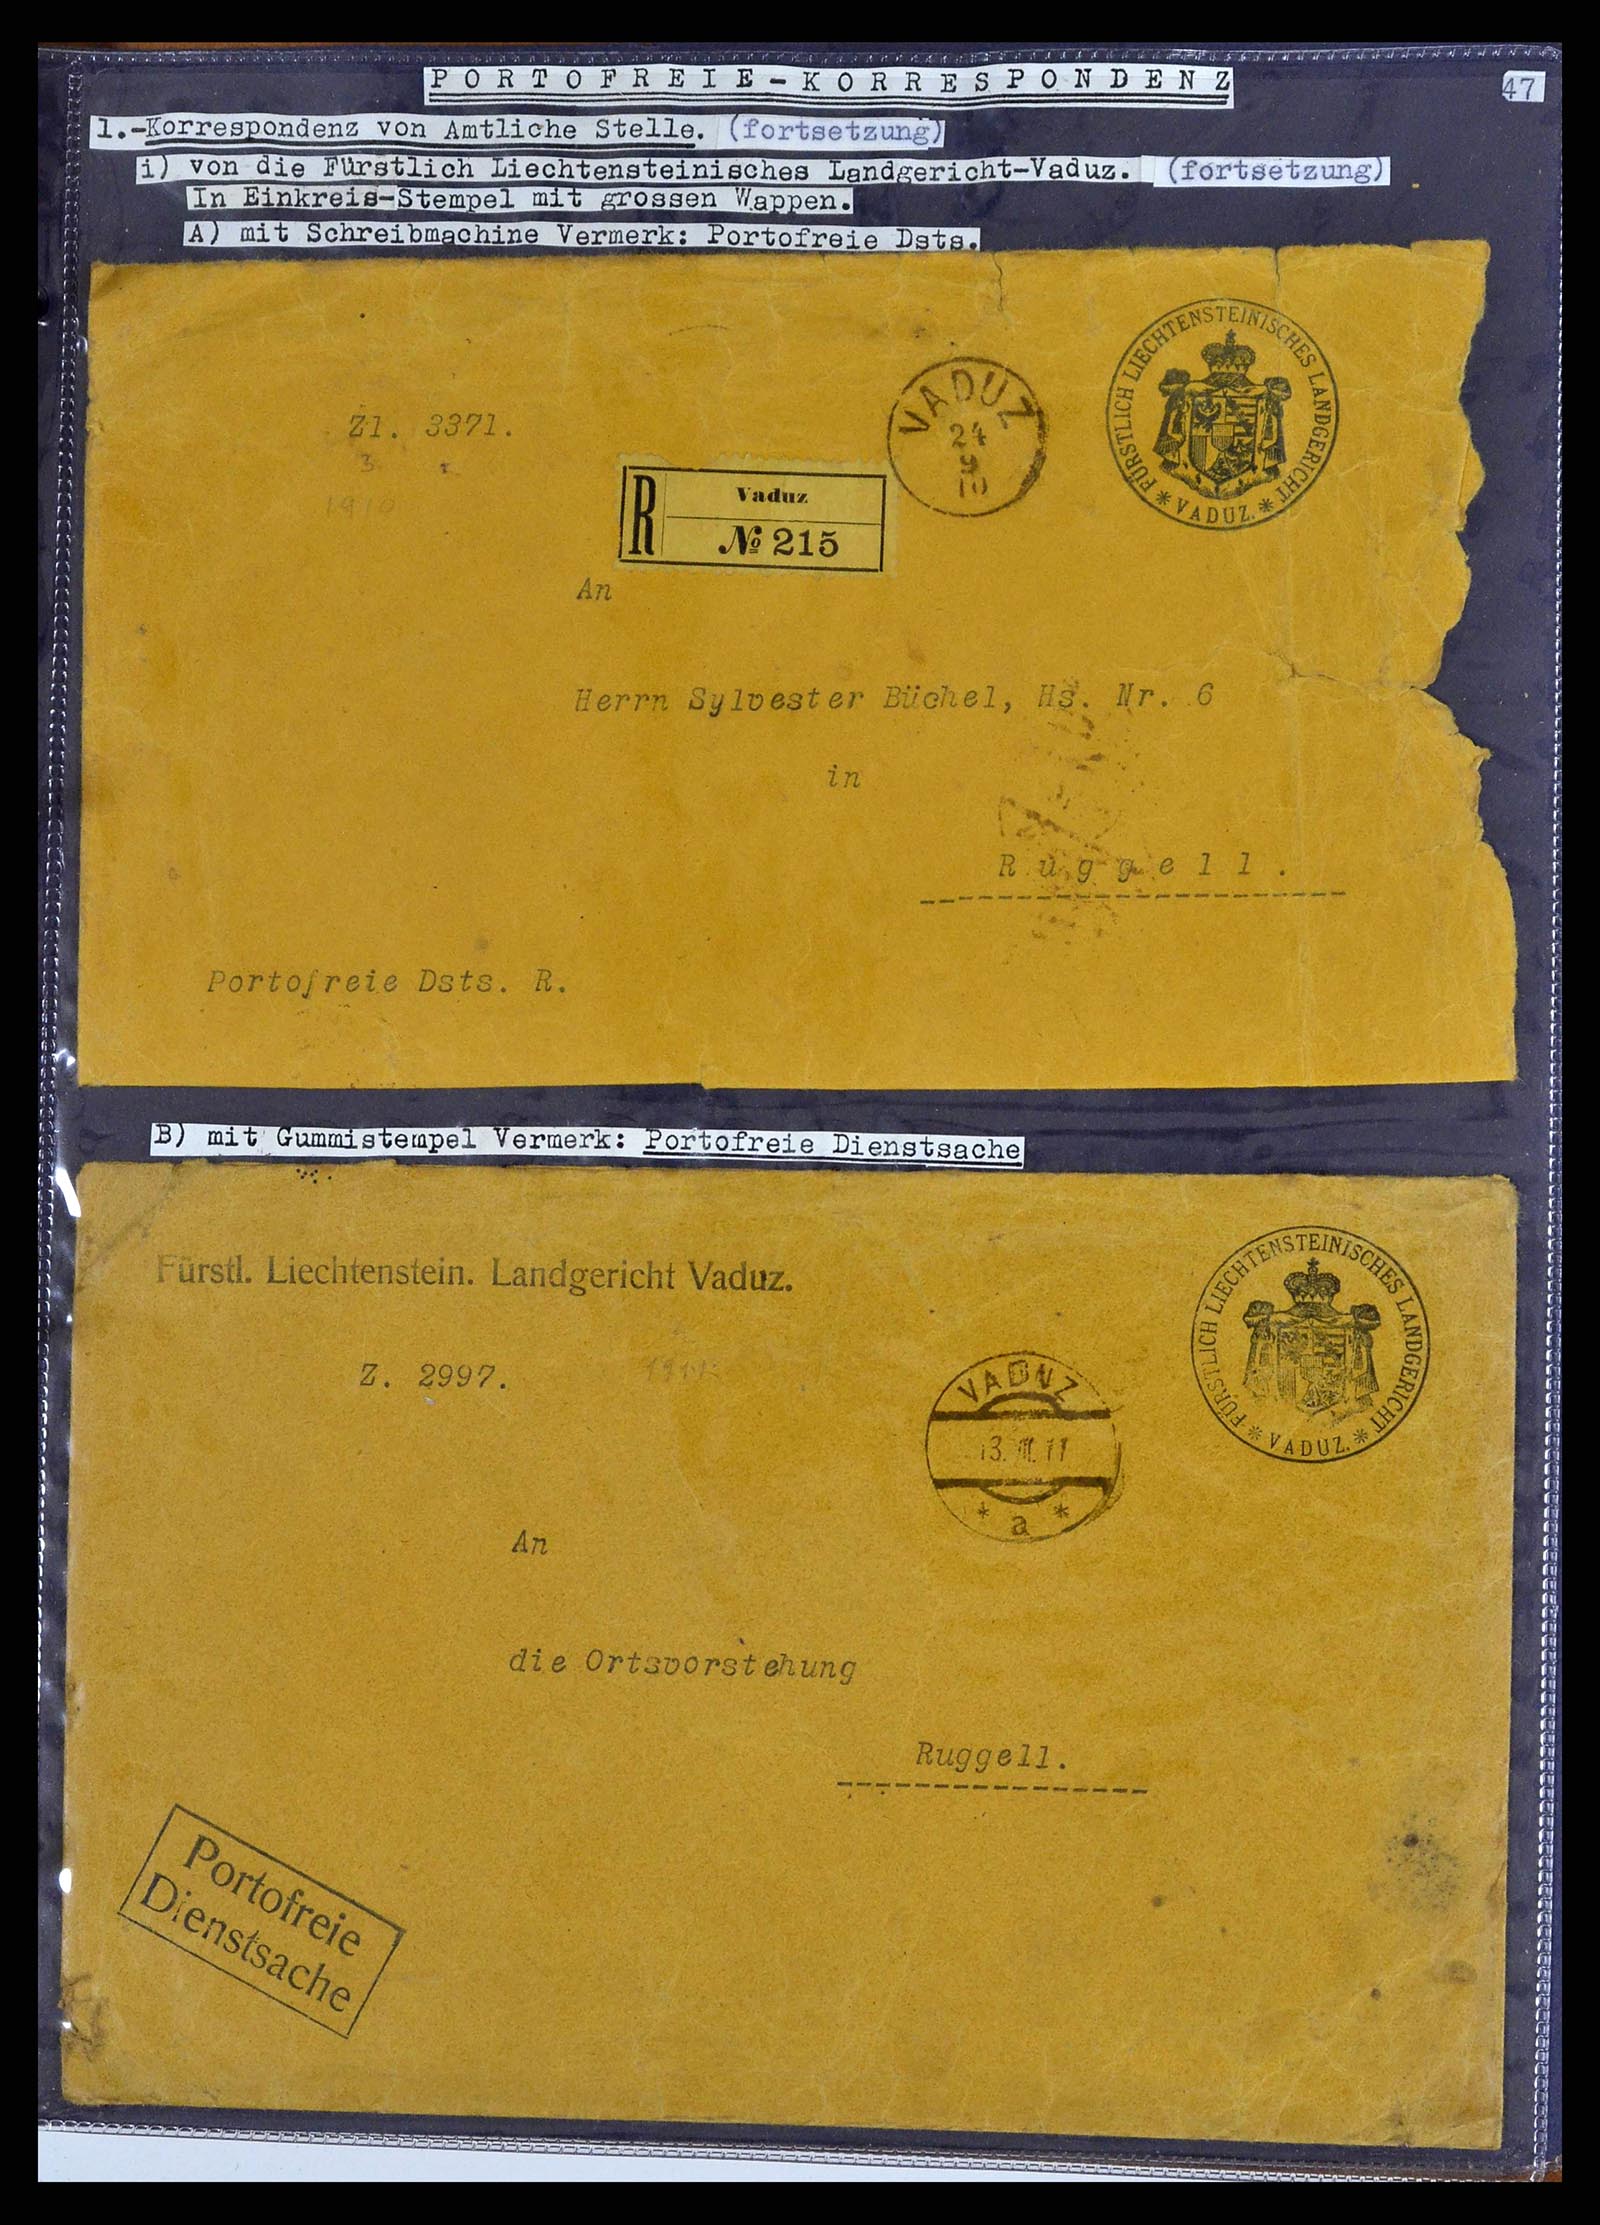 PORTOFREIE-KORRESPONDENZ
47
1.-Korrespondenz von Amtliche Stelle. (fortsetzung)
i) von die Fürstlich Liechtensteinisches Landgericht-Vaduz. (fortsetzung)
In Einkreis-Stempel mit grossen Wappen.
A) mit Schreibmachine Vermerk: Portofreie Dsts.
FÜRSTLICH LIECHTENSTEINISCHES LANDGERICHT
* VADUZ. *
VADUZ
24
9
10
Zl. 3371.
3
1910
R
Vaduz
№ 215
An
Herrn Sylvester Büchel, Hs. Nr. 6
in
Ruggell.
Portofreie Dsts. R.
B) mit Gummistempel Vermerk: Portofreie Dienstsache
Fürstl. Liechtenstein. Landgericht Vaduz.
FÜRSTLICH LIECHTENSTEINISCHES LANDGERICHT
* VADUZ. *
Z. 2997.
VADUZ
13. III. 11
* a *
An
die Ortsvorstehung
Ruggell.
Portofreie
Dienstsache